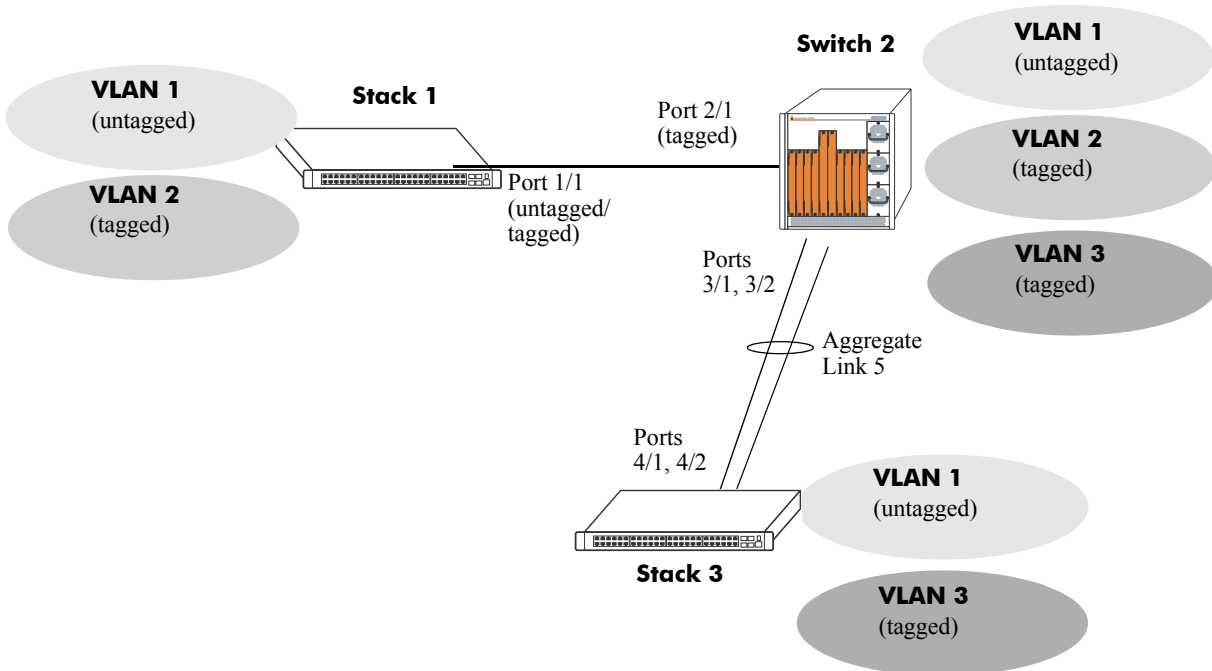 Switch 2
VLAN 1
(untagged)
VLAN 1
(untagged)
Stack 1
Port 2/1
(tagged)
VLAN 2
(tagged)
VLAN 2
(tagged)
Port 1/1
(untagged/
tagged)
VLAN 3
(tagged)
Ports
3/1, 3/2
Aggregate
Link 5
Ports
4/1, 4/2
VLAN 1
(untagged)
Stack 3
VLAN 3
(tagged)